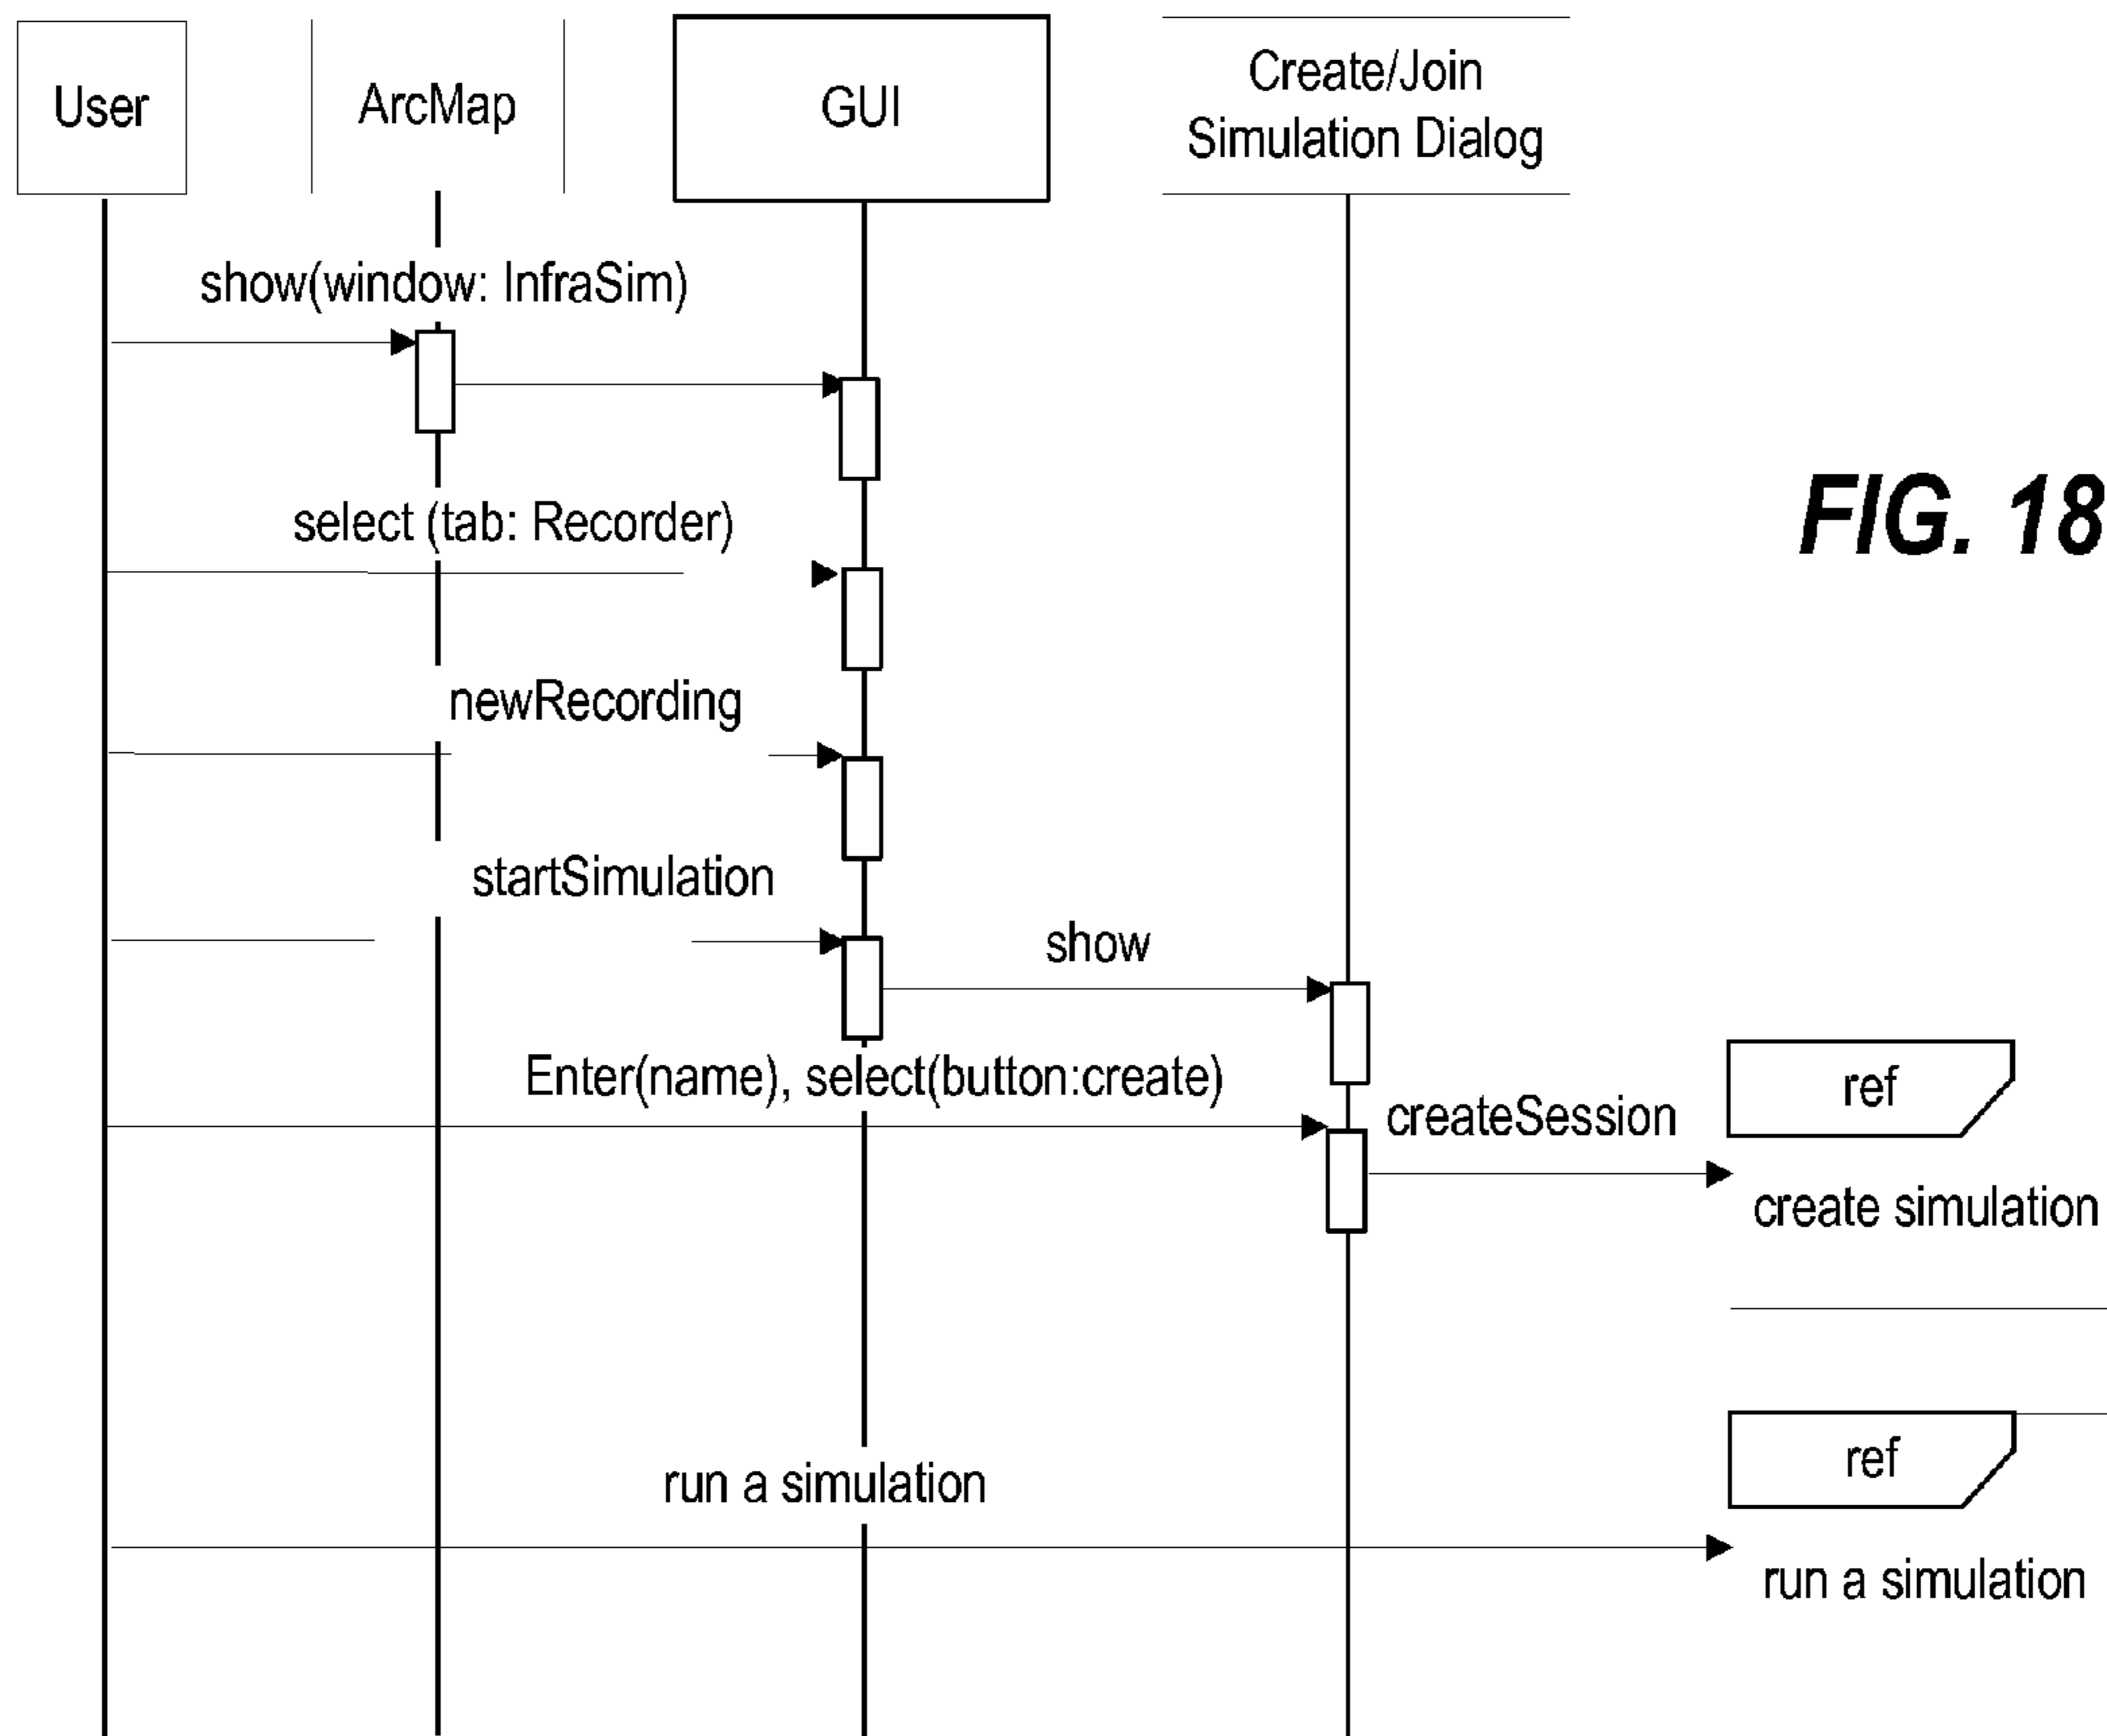 User
ArcMap
GUI
Create/Join
Simulation Dialog
show(window: InfraSim)
select (tab: Recorder)
FIG. 18
newRecording
startSimulation
show
Enter(name), select(button:create)
createSession
ref
create simulation
run a simulation
ref
run a simulation